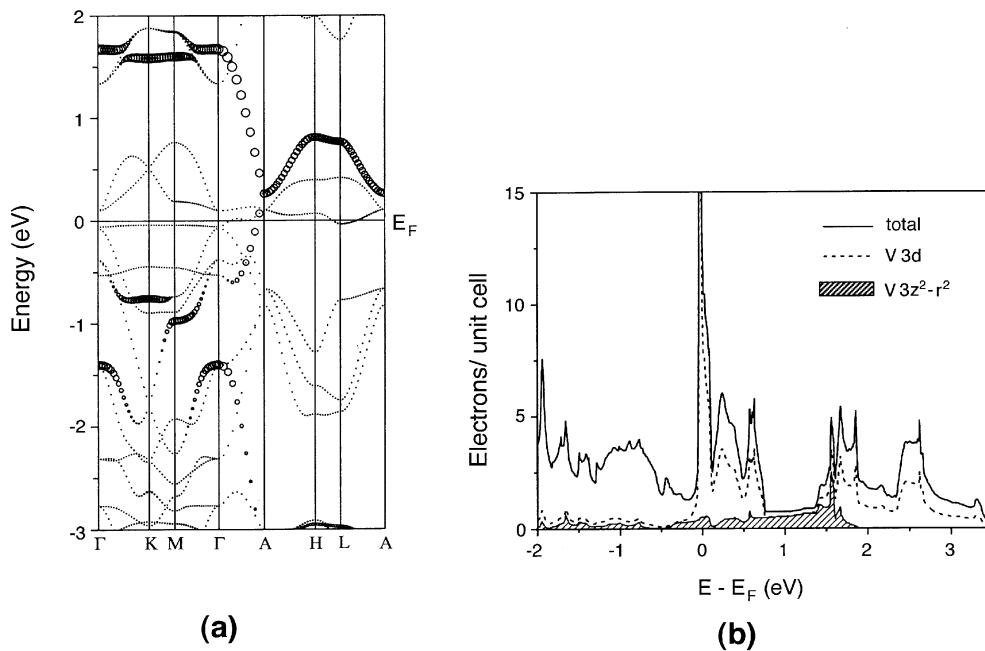 2
1
0
-1
-2
-3
Energy (eV)
E_F
Γ K M Γ A H L A
(a)
15
10
5
0
Electrons/ unit cell
total
V 3d
V 3z²-r²
-2 -1 0 1 2 3
E - E_F (eV)
(b)